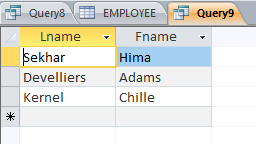 Query8 EMPLOYEE Query9
Lname Fname
Sekhar Hima
Develliers Adams
Kernel Chille